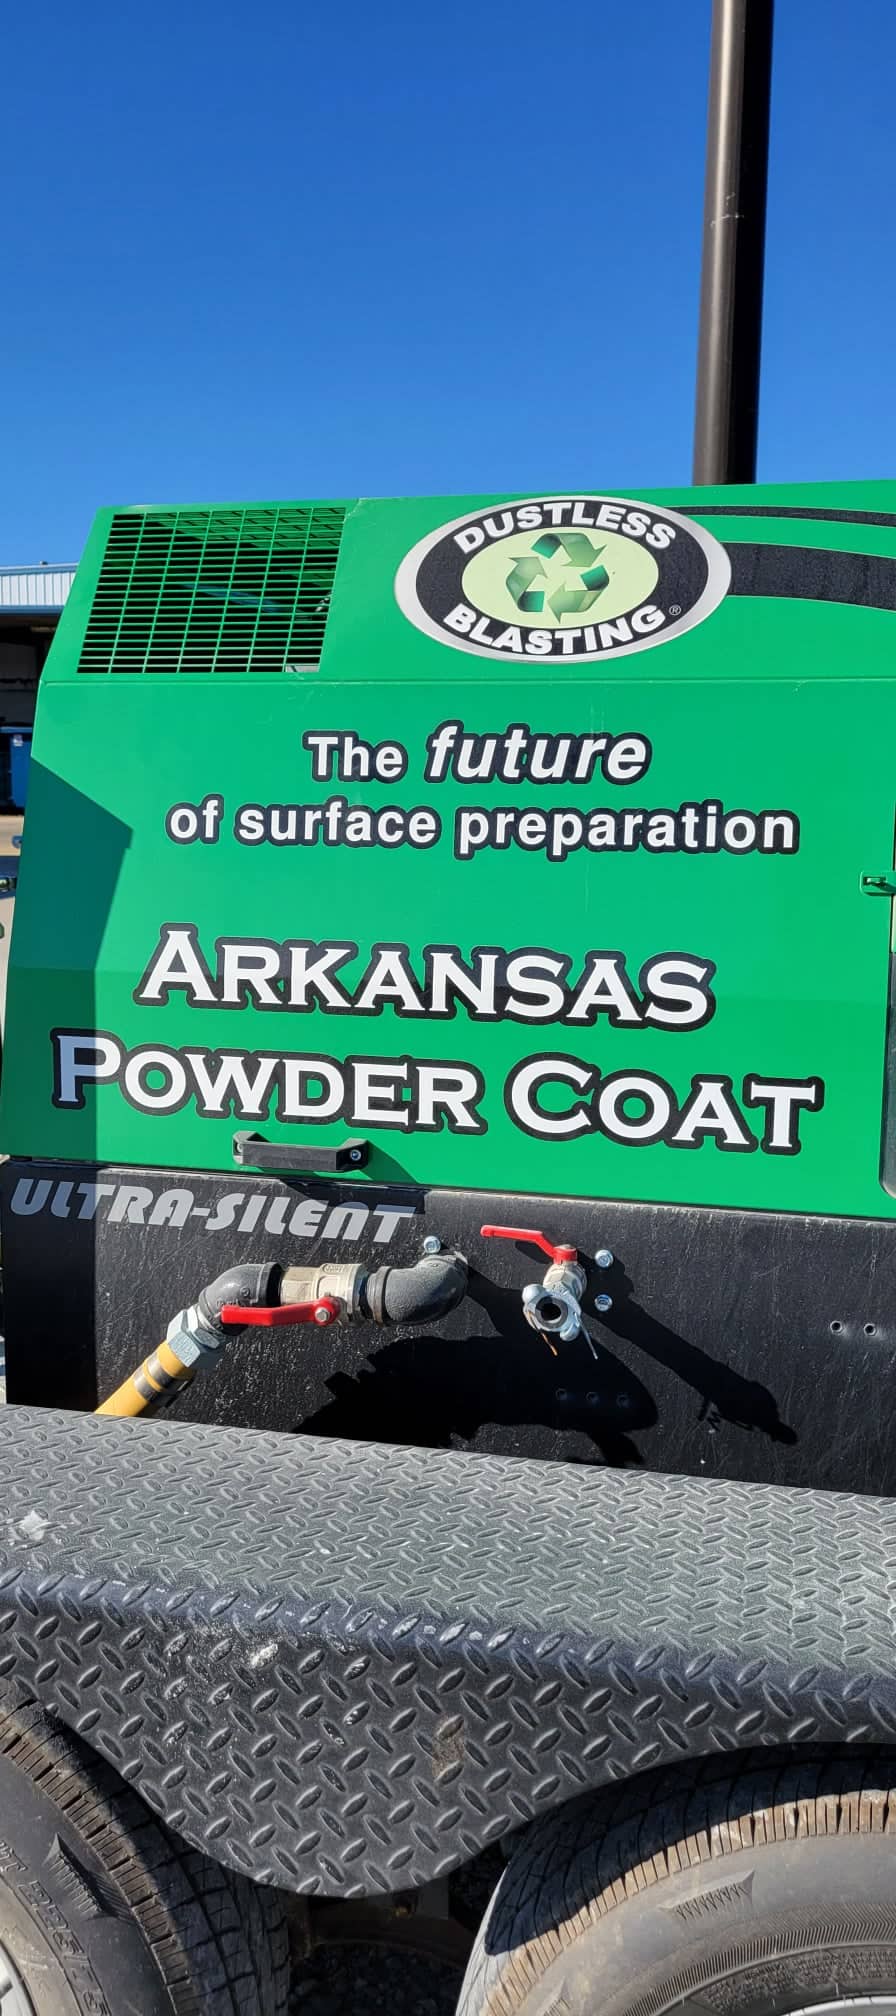 DUSTLESS
BLASTING®
The future
of surface preparation
ARKANSAS
POWDER COAT
ULTRA-SILENT